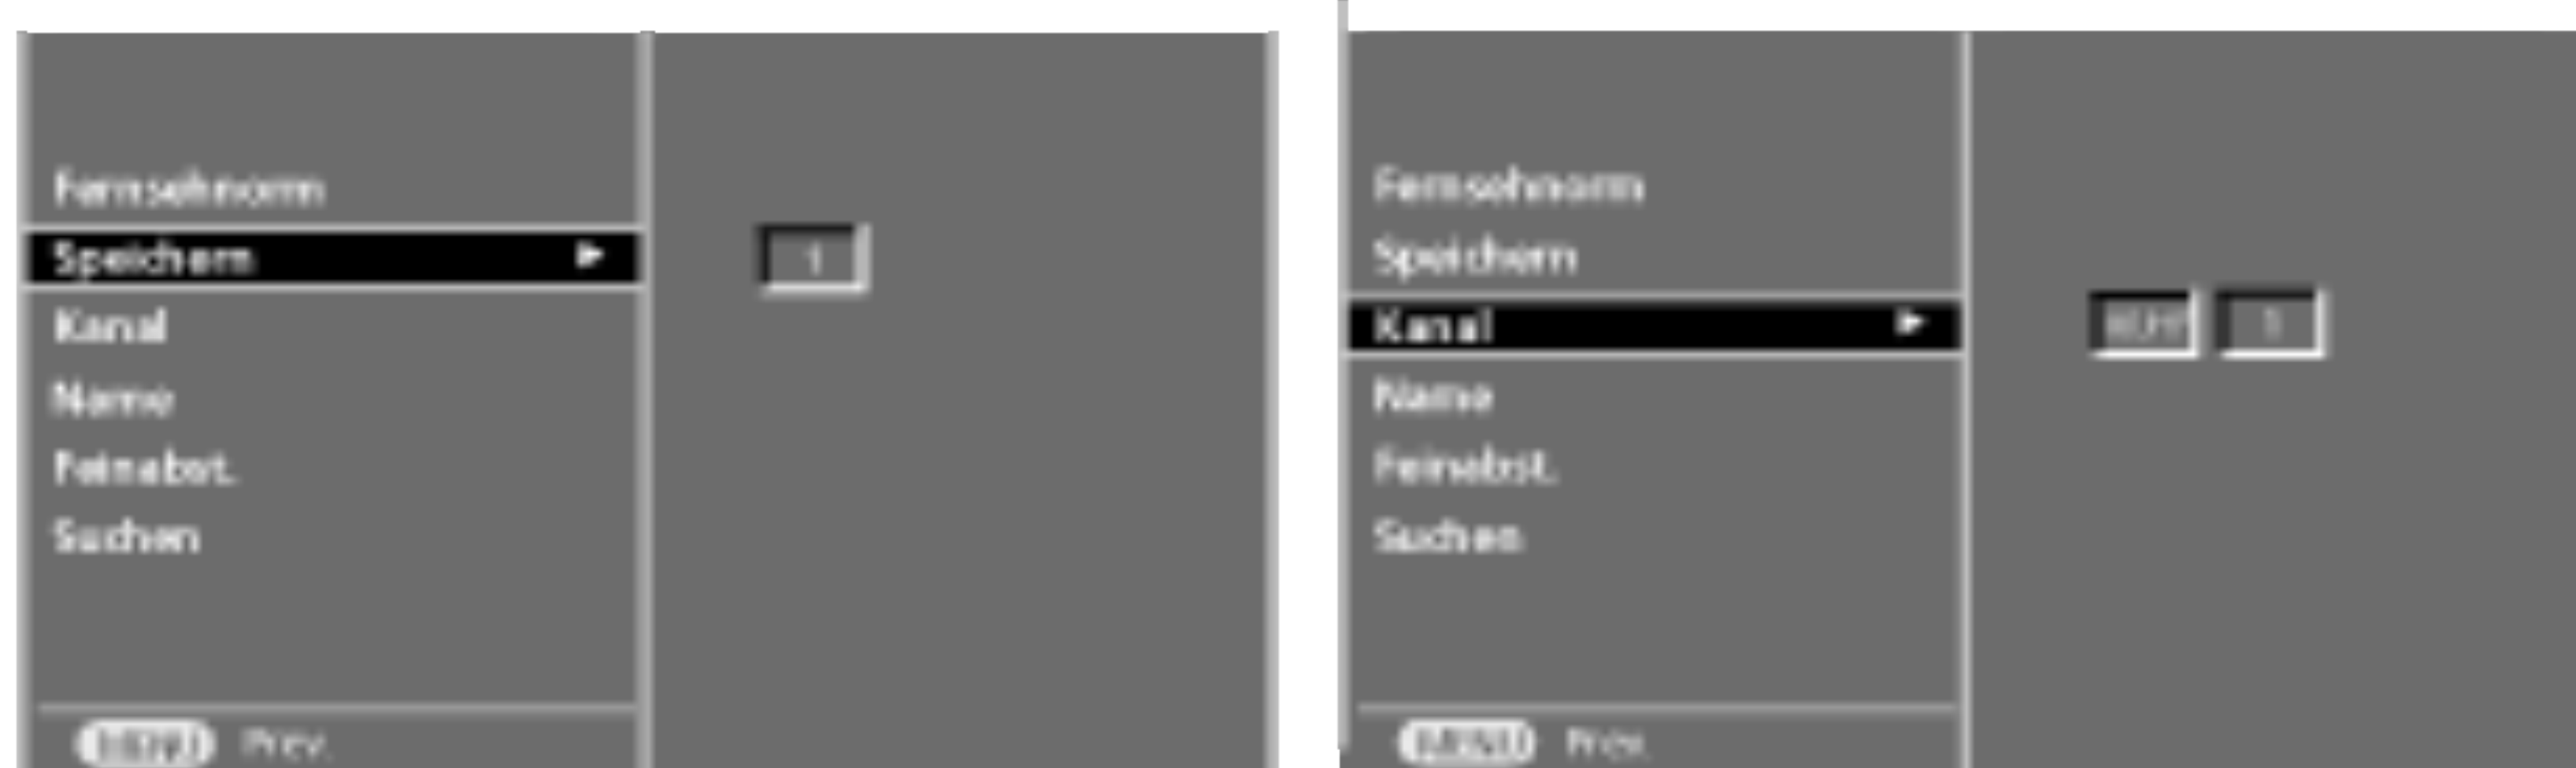 Fernsehnorm
Speichern
1
Kanal
Name
Feinabst.
Suchen
MENU Prev.
Fernsehnorm
Speichern
Kanal
1
Name
Feinabst.
Suchen
MENU Prev.